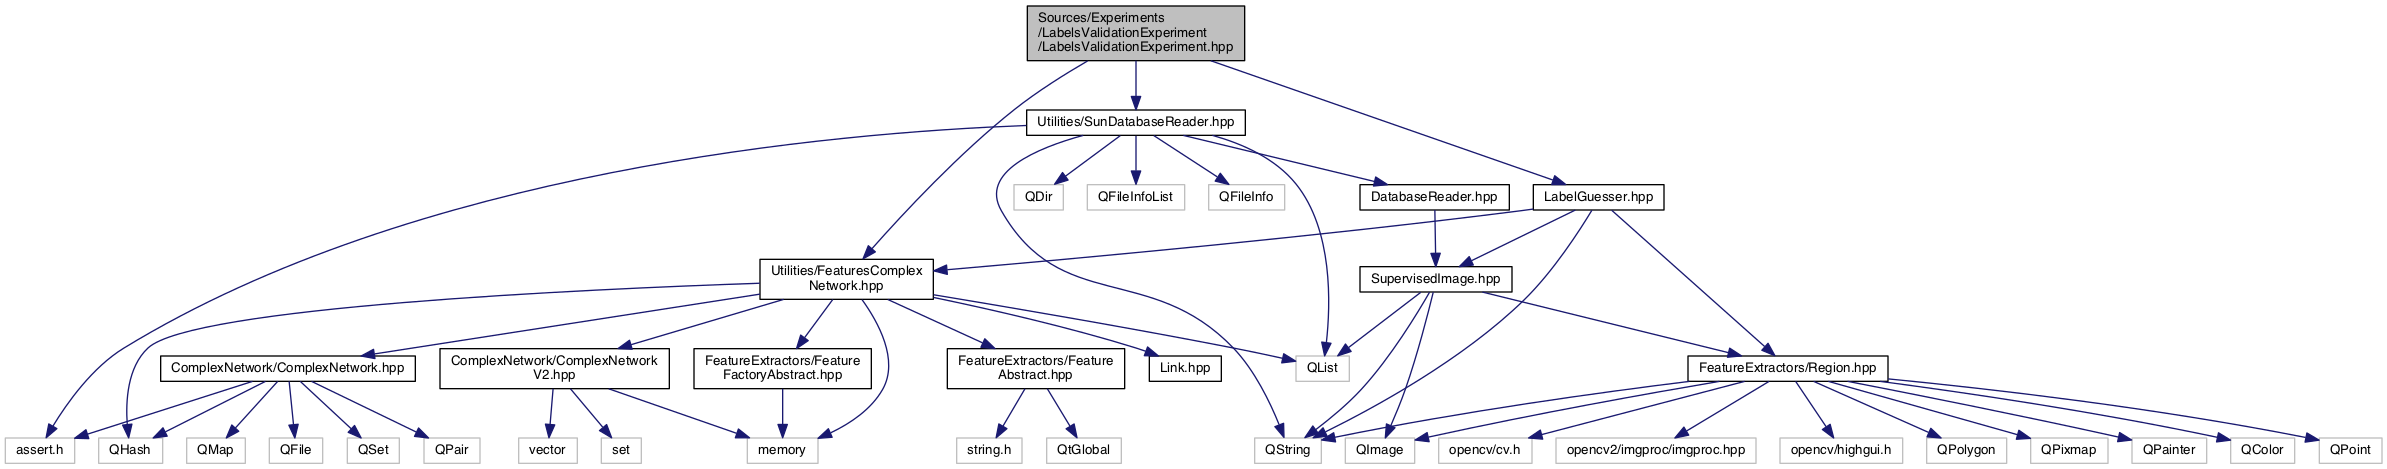 Sources/Experiments
/LabelsValidationExperiment
/LabelsValidationExperiment.hpp
Utilities/SunDatabaseReader.hpp
QDir
QFileInfoList
QFileInfo
DatabaseReader.hpp
LabelGuesser.hpp
Utilities/FeaturesComplex
Network.hpp
SupervisedImage.hpp
ComplexNetwork/ComplexNetwork.hpp
ComplexNetwork/ComplexNetwork
V2.hpp
FeatureExtractors/Feature
FactoryAbstract.hpp
FeatureExtractors/Feature
Abstract.hpp
Link.hpp
QList
FeatureExtractors/Region.hpp
assert.h
QHash
QMap
QFile
QSet
QPair
vector
set
memory
string.h
QtGlobal
QString
QImage
opencv/cv.h
opencv2/imgproc/imgproc.hpp
opencv/highgui.h
QPolygon
QPixmap
QPainter
QColor
QPoint